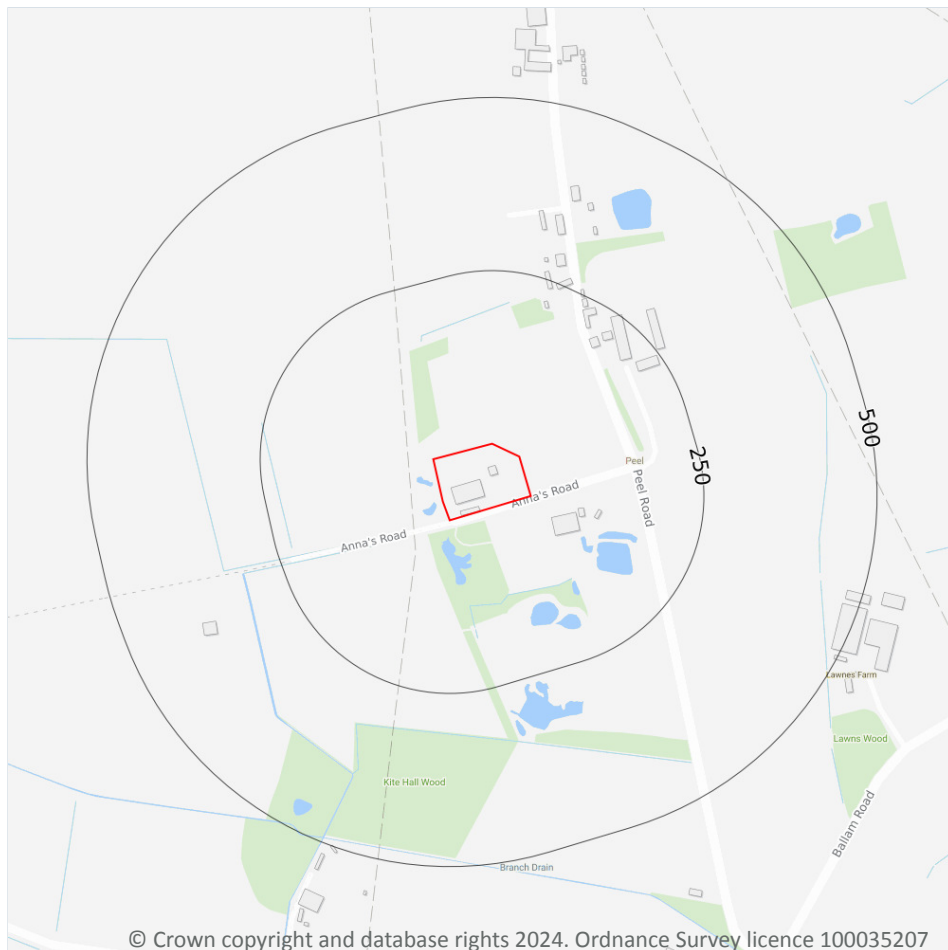 500
250
Peel
Anna's Road
Peel Road
Anna's Road
Lawnes Farm
Lawns Wood
Kite Hall Wood
Ballam Road
Branch Drain
© Crown copyright and database rights 2024. Ordnance Survey licence 100035207